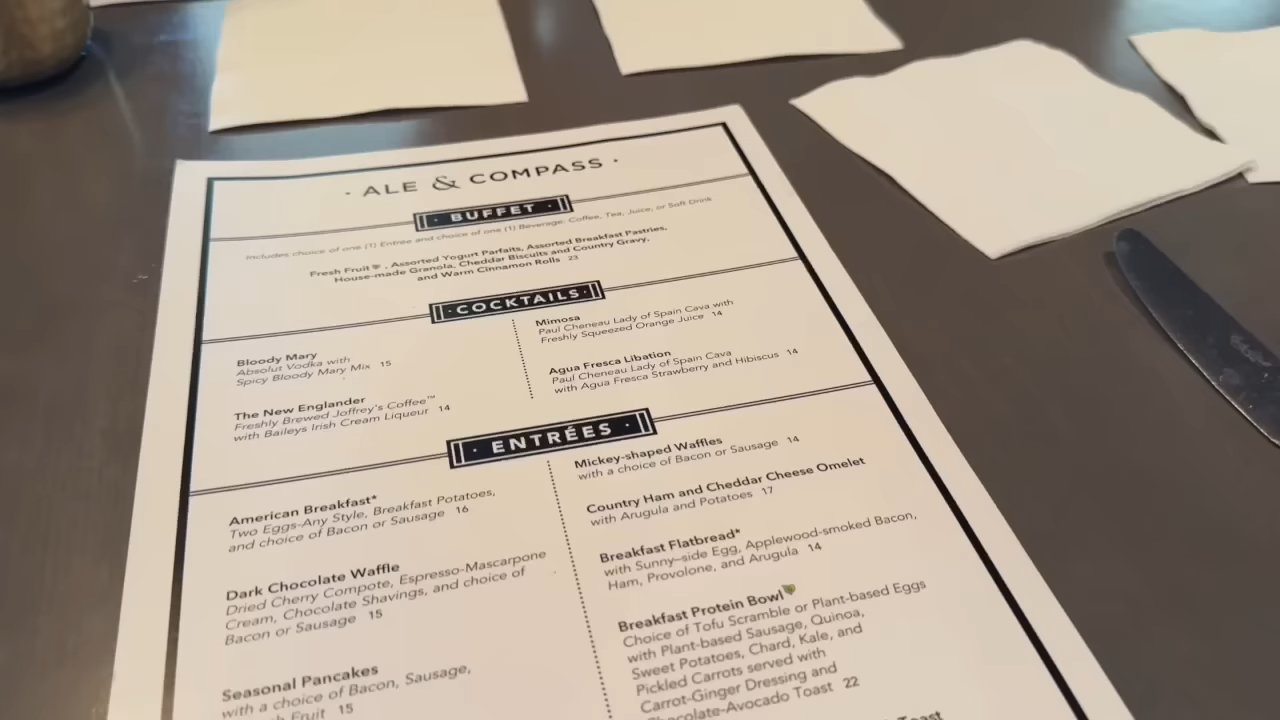 · ALE & COMPASS ·
· BUFFET ·
Includes choice of one (1) Entrée and choice of one (1) Beverage: Coffee, Tea, Juice, or Soft Drink
Fresh Fruit , Assorted Yogurt Parfaits, Assorted Breakfast Pastries,
House-made Granola, Cheddar Biscuits and Country Gravy,
and Warm Cinnamon Rolls 23
· COCKTAILS ·
Bloody Mary
Absolut Vodka with
Spicy Bloody Mary Mix 15
The New Englander
Freshly Brewed Joffrey's Coffee™
with Baileys Irish Cream Liqueur 14
Mimosa
Paul Cheneau Lady of Spain Cava with
Freshly Squeezed Orange Juice 14
Agua Fresca Libation
Paul Cheneau Lady of Spain Cava
with Agua Fresca Strawberry and Hibiscus 14
· ENTRÉES ·
American Breakfast*
Two Eggs-Any Style, Breakfast Potatoes,
and choice of Bacon or Sausage 16
Dark Chocolate Waffle
Dried Cherry Compote, Espresso-Mascarpone
Cream, Chocolate Shavings, and choice of
Bacon or Sausage 15
Seasonal Pancakes
with a choice of Bacon, Sausage,
Fruit 15
Mickey-shaped Waffles
with a choice of Bacon or Sausage 14
Country Ham and Cheddar Cheese Omelet
with Arugula and Potatoes 17
Breakfast Flatbread*
with Sunny-side Egg, Applewood-smoked Bacon,
Ham, Provolone, and Arugula 14
Breakfast Protein Bowl
Choice of Tofu Scramble or Plant-based Eggs
with Plant-based Sausage, Quinoa,
Sweet Potatoes, Chard, Kale, and
Pickled Carrots served with
Carrot-Ginger Dressing and
Chocolate-Avocado Toast 22
Toast